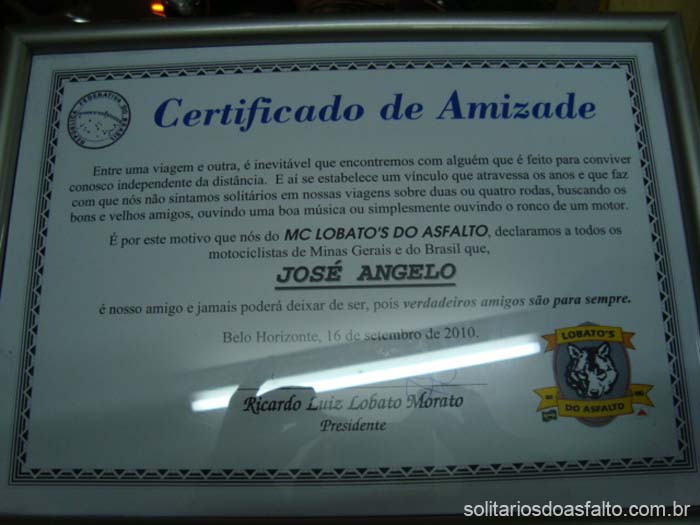 REPÚBLICA FEDERATIVA DO BRASIL
Certificado de Amizade
Entre uma viagem e outra, é inevitável que encontremos com alguém que é feito para conviver
conosco independente da distância. E aí se estabelece um vínculo que atravessa os anos e que faz
com que nós não sintamos solitários em nossas viagens sobre duas ou quatro rodas, buscando os
bons e velhos amigos, ouvindo uma boa música ou simplesmente ouvindo o ronco de um motor.
É por este motivo que nós do MC LOBATO'S DO ASFALTO, declaramos a todos os
motociclistas de Minas Gerais e do Brasil que,
JOSÉ ANGELO
é nosso amigo e jamais poderá deixar de ser, pois verdadeiros amigos são para sempre.
Belo Horizonte, 16 de setembro de 2010.
Ricardo Luiz Lobato Morato
Presidente
LOBATO'S
DO ASFALTO
solitariosdoasfalto.com.br